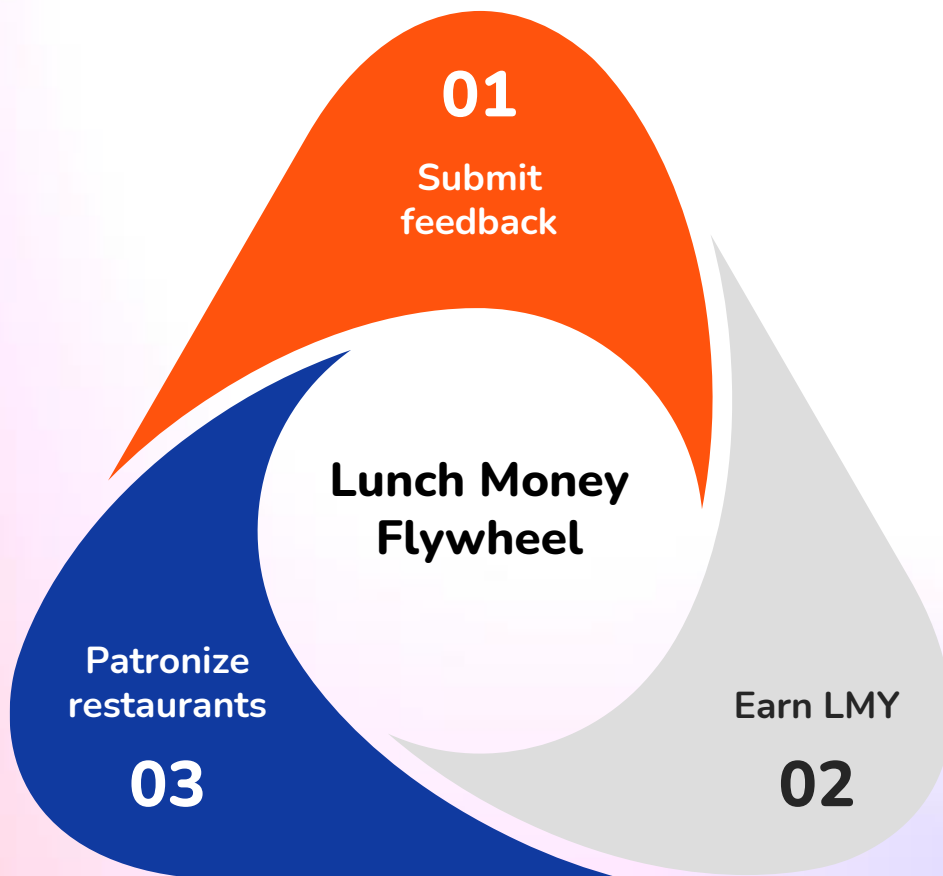 01
Submit
feedback
Lunch Money
Flywheel
Earn LMY
02
Patronize
restaurants
03